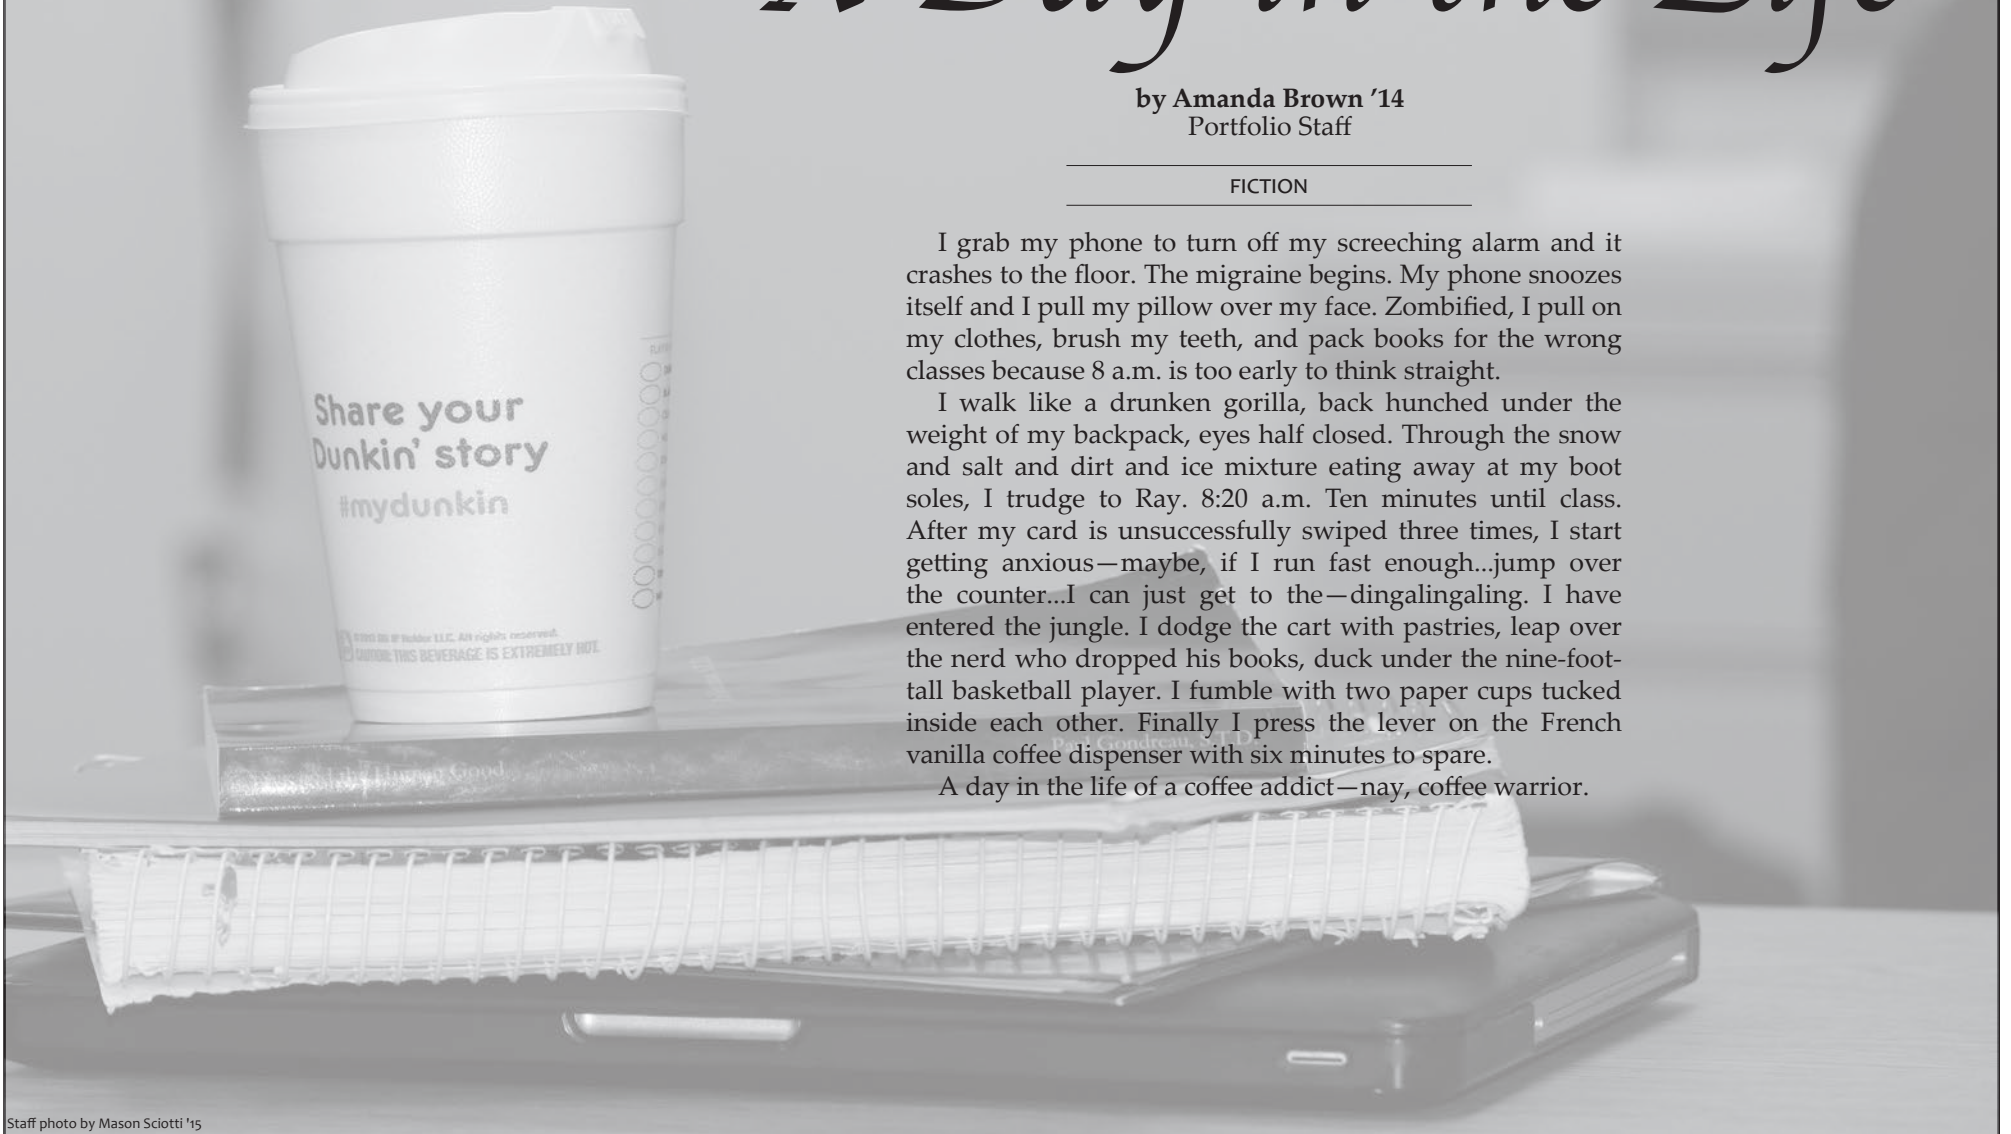 A Day in the Life
by Amanda Brown ’14
Portfolio Staff
FICTION
I grab my phone to turn off my screeching alarm and it
crashes to the floor. The migraine begins. My phone snoozes
itself and I pull my pillow over my face. Zombified, I pull on
my clothes, brush my teeth, and pack books for the wrong
classes because 8 a.m. is too early to think straight.
I walk like a drunken gorilla, back hunched under the
weight of my backpack, eyes half closed. Through the snow
and salt and dirt and ice mixture eating away at my boot
soles, I trudge to Ray. 8:20 a.m. Ten minutes until class.
After my card is unsuccessfully swiped three times, I start
getting anxious—maybe, if I run fast enough...jump over
the counter...I can just get to the—dingalingaling. I have
entered the jungle. I dodge the cart with pastries, leap over
the nerd who dropped his books, duck under the nine-foot-
tall basketball player. I fumble with two paper cups tucked
inside each other. Finally I press the lever on the French
vanilla coffee dispenser with six minutes to spare.
A day in the life of a coffee addict—nay, coffee warrior.
Share your
Dunkin’ story
#mydunkin
LLC. All rights reserved.
CAUTION: THIS BEVERAGE IS EXTREMELY HOT.
Human Good
Paul Gondreau, S.T.D.
Staff photo by Mason Sciotti '15